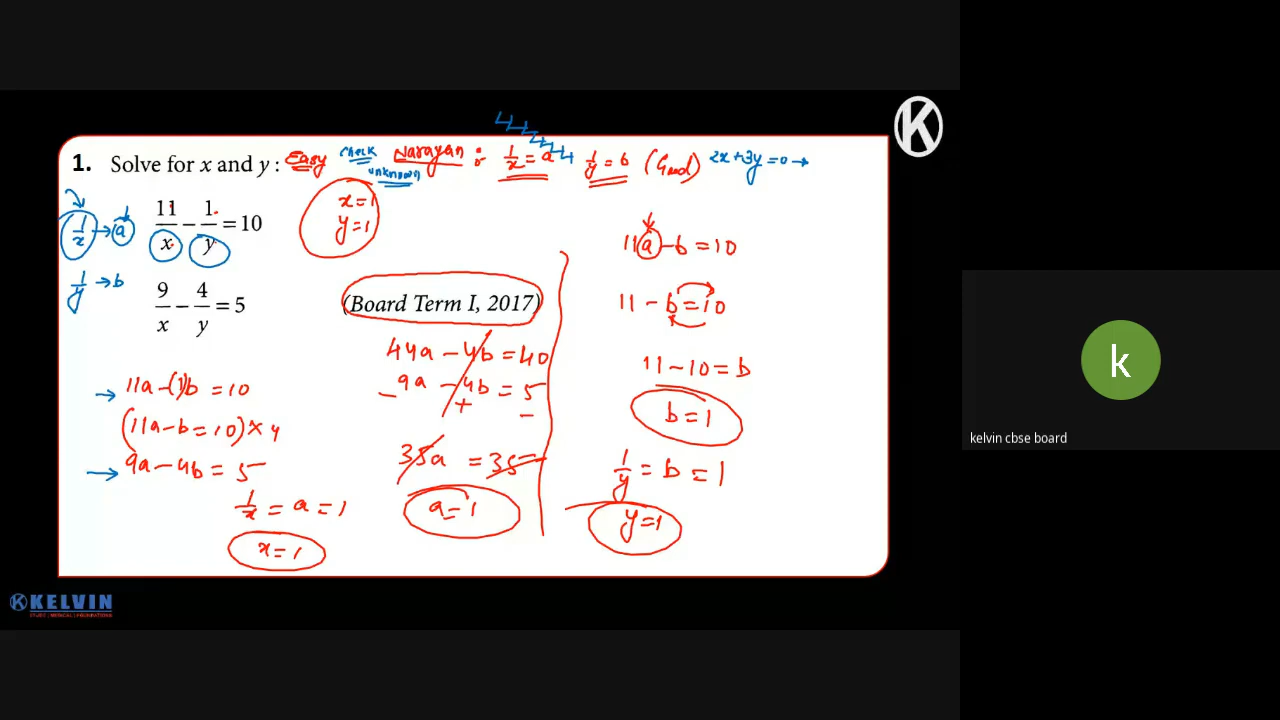 1. Solve for x and y : Easy check unknown Narayan : 1/x = a 1/y = b (Good) 2x+3y=0 →
x=1
y=1
11/x − 1/y = 10
1/x → a
1/y → b
9/x − 4/y = 5
(Board Term I, 2017)
11a − (1)b = 10
(11a − b = 10) × 4
9a − 4b = 5
1/x = a = 1
x = 1
44a − 4b = 40
− 9a − 4b = 5
+ −
35a = 35
a = 1
11a − b = 10
11 − b = 10
11 − 10 = b
b = 1
1/y = b = 1
y = 1
K
KELVIN
k
kelvin cbse board